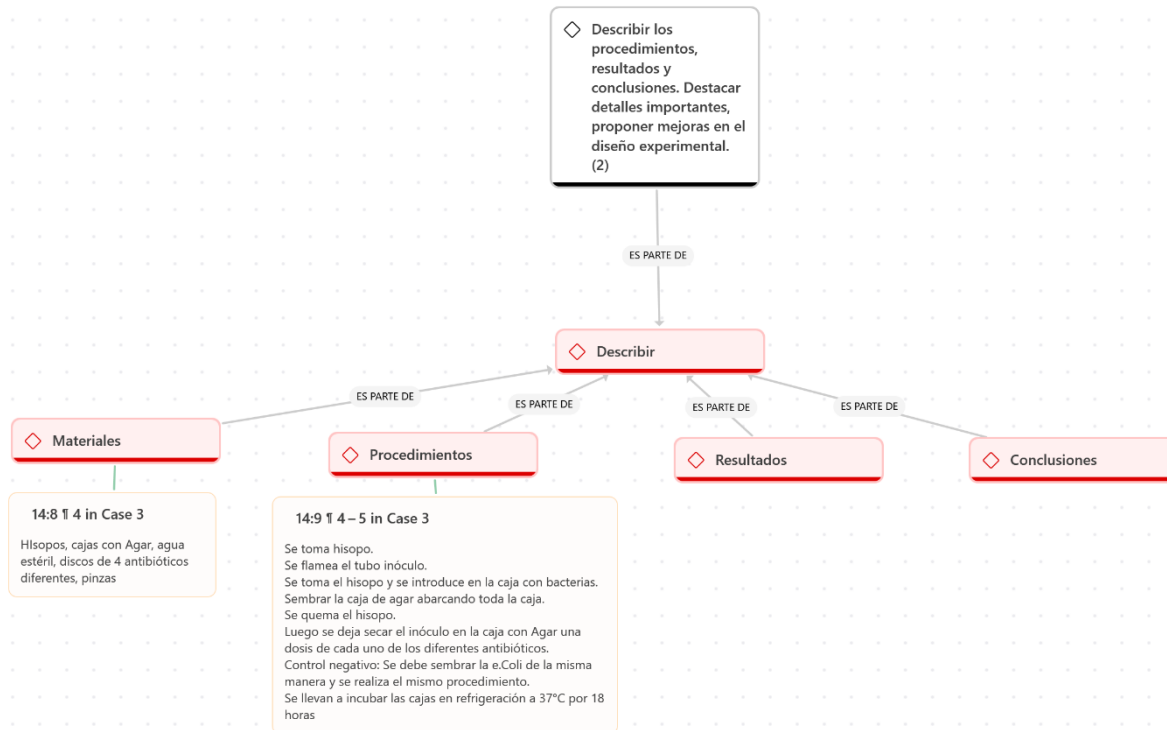 Describir los
procedimientos,
resultados y
conclusiones. Destacar
detalles importantes,
proponer mejoras en el
diseño experimental.
(2)
ES PARTE DE
Describir
ES PARTE DE
ES PARTE DE
ES PARTE DE
ES PARTE DE
Materiales
Procedimientos
Resultados
Conclusiones
14:8 ¶ 4 in Case 3
HIsopos, cajas con Agar, agua
estéril, discos de 4 antibióticos
diferentes, pinzas
14:9 ¶ 4 – 5 in Case 3
Se toma hisopo.
Se flamea el tubo inóculo.
Se toma el hisopo y se introduce en la caja con bacterias.
Sembrar la caja de agar abarcando toda la caja.
Se quema el hisopo.
Luego se deja secar el inóculo en la caja con Agar una
dosis de cada uno de los diferentes antibióticos.
Control negativo: Se debe sembrar la e.Coli de la misma
manera y se realiza el mismo procedimiento.
Se llevan a incubar las cajas en refrigeración a 37°C por 18
horas